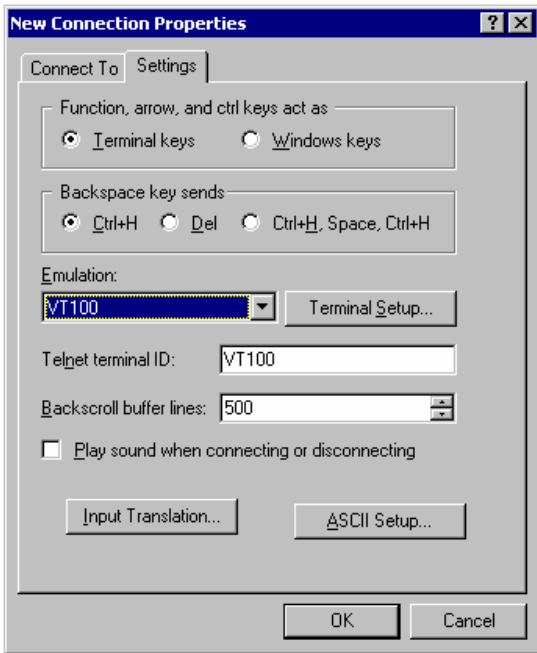 New Connection Properties
Connect To Settings
Function, arrow, and ctrl keys act as
Terminal keys Windows keys
Backspace key sends
Ctrl+H Del Ctrl+H, Space, Ctrl+H
Emulation:
VT100 Terminal Setup...
Telnet terminal ID: VT100
Backscroll buffer lines: 500
Play sound when connecting or disconnecting
Input Translation... ASCII Setup...
OK Cancel